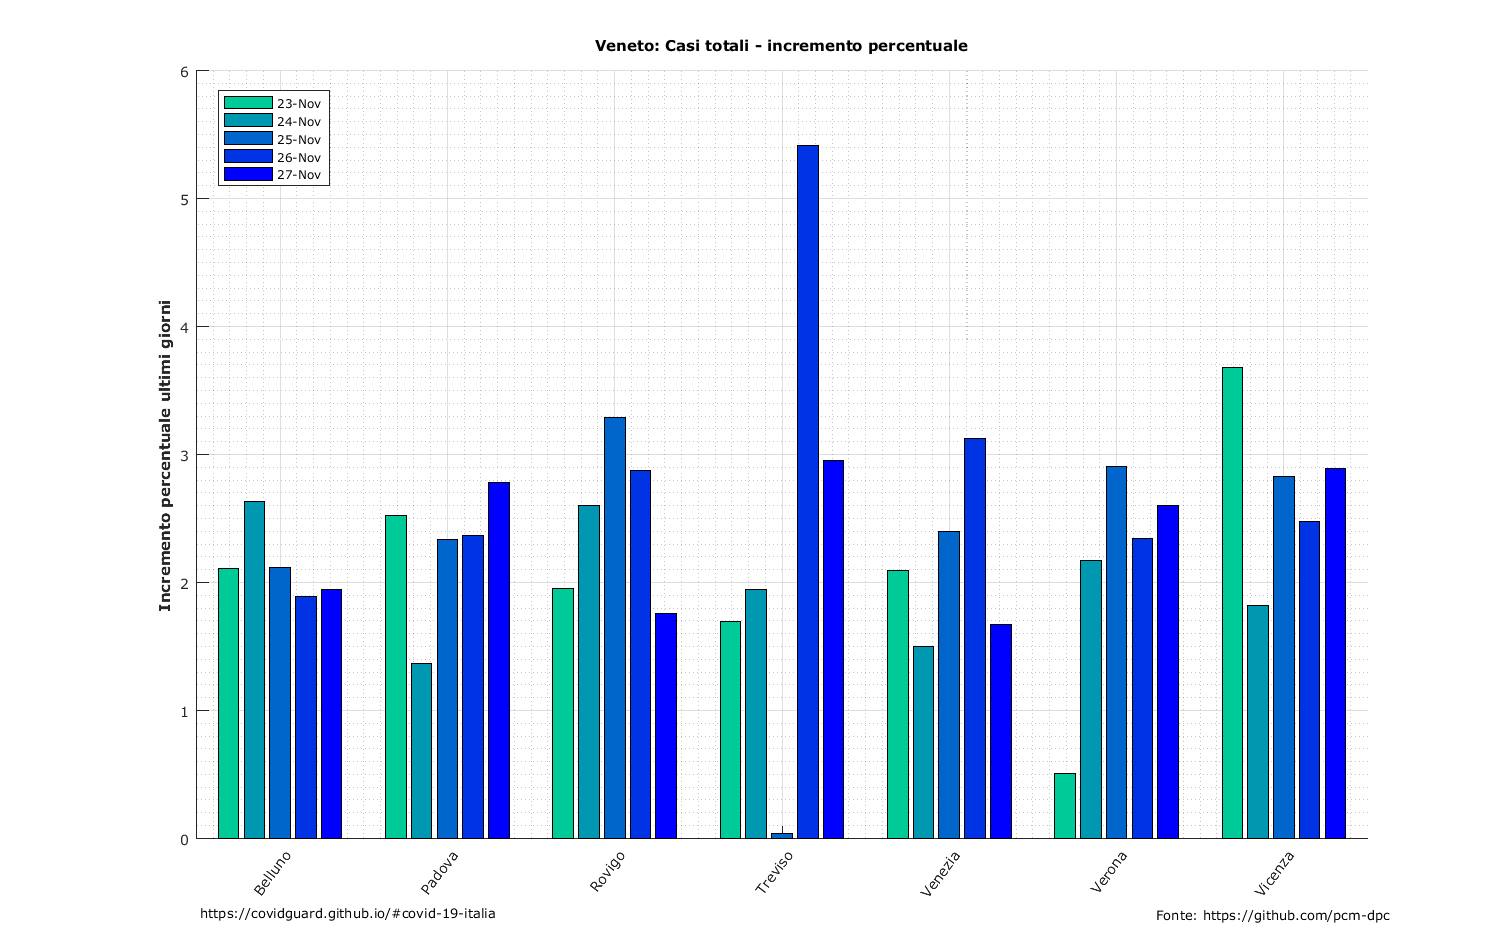 Veneto: Casi totali - incremento percentuale
Incremento percentuale ultimi giorni
6
5
4
3
2
1
0
23-Nov
24-Nov
25-Nov
26-Nov
27-Nov
Belluno
Padova
Rovigo
Treviso
Venezia
Verona
Vicenza
https://covidguard.github.io/#covid-19-italia
Fonte: https://github.com/pcm-dpc